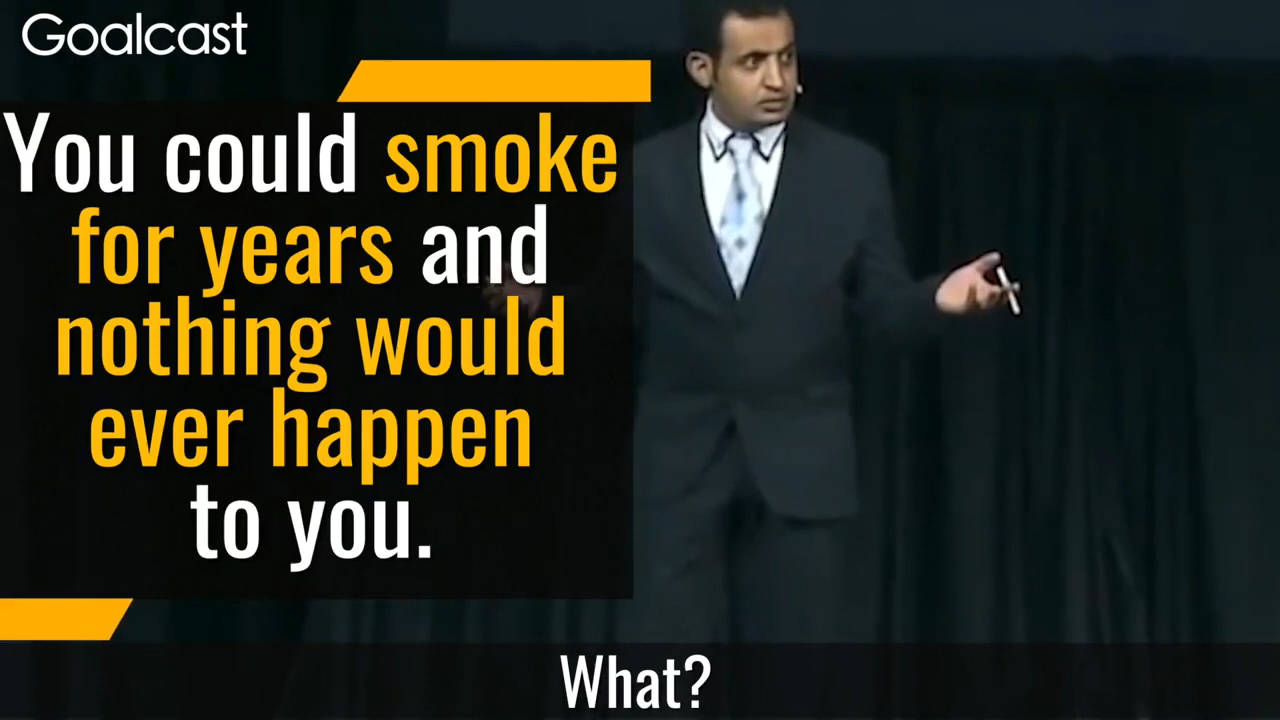 Goalcast
You could smoke
for years and
nothing would
ever happen
to you.
What?